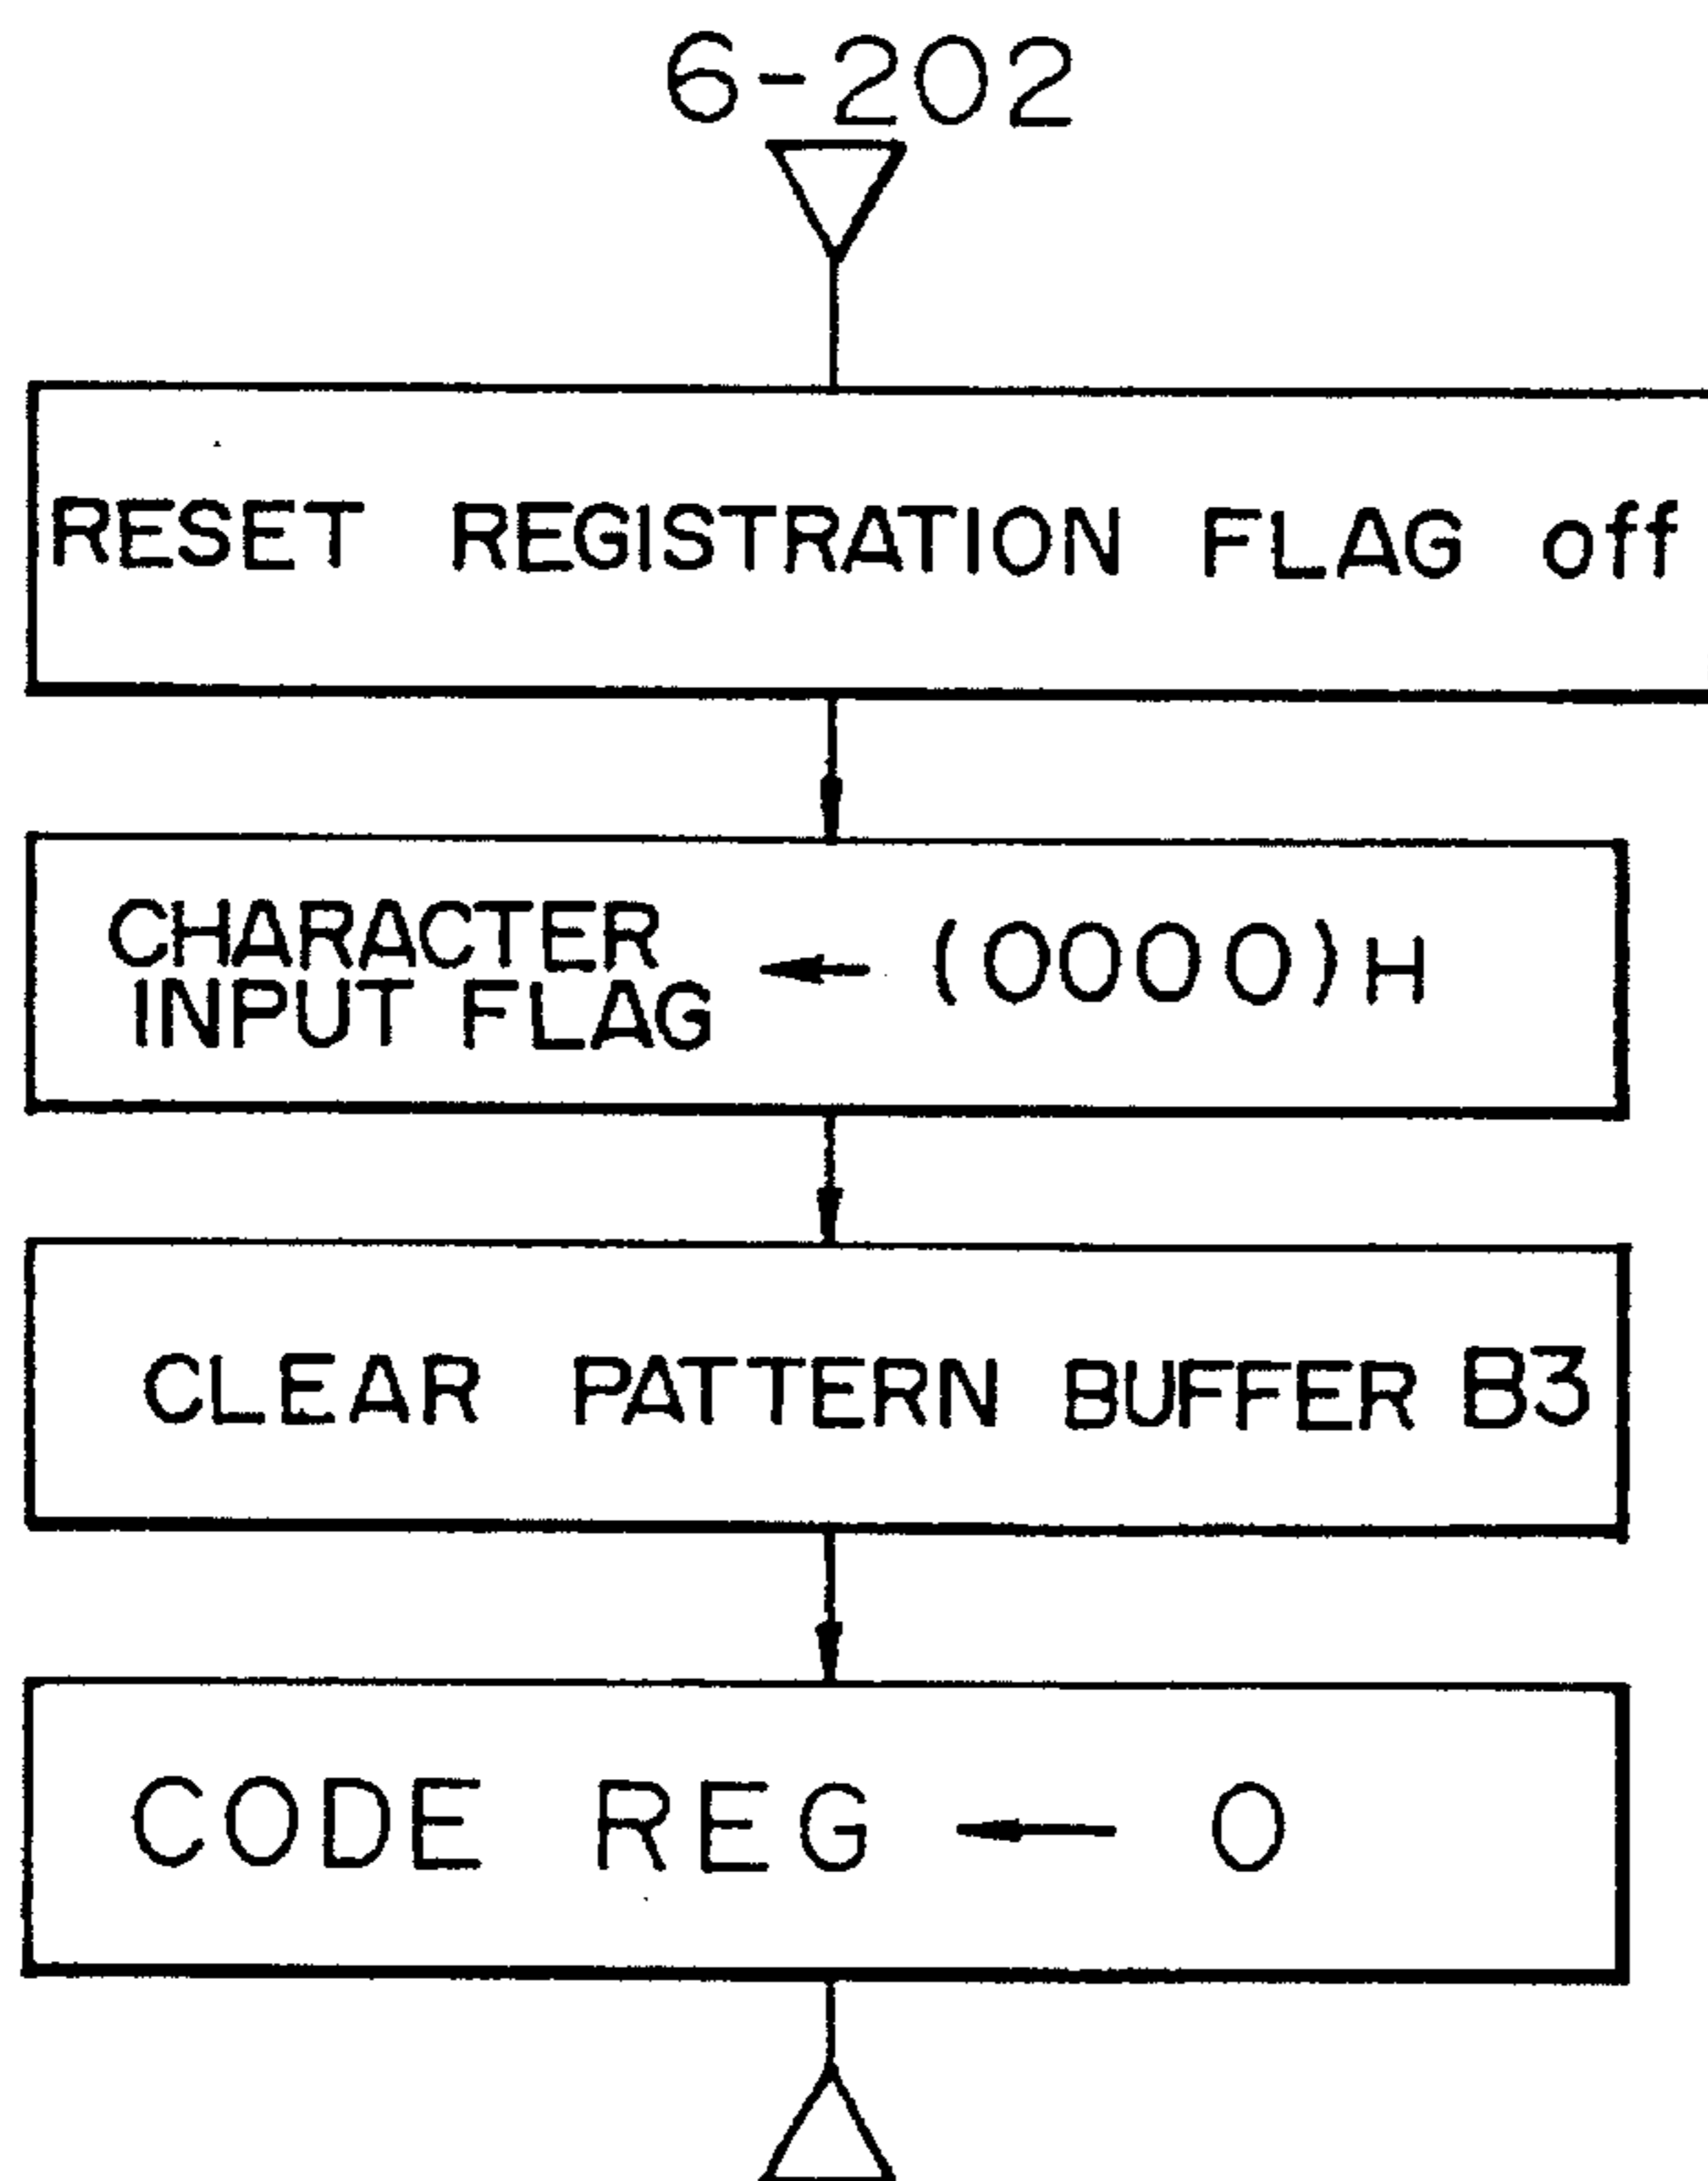 6-202
RESET REGISTRATION FLAG off
CHARACTER
INPUT FLAG ← (0000)H
CLEAR PATTERN BUFFER B3
CODE REG ← 0